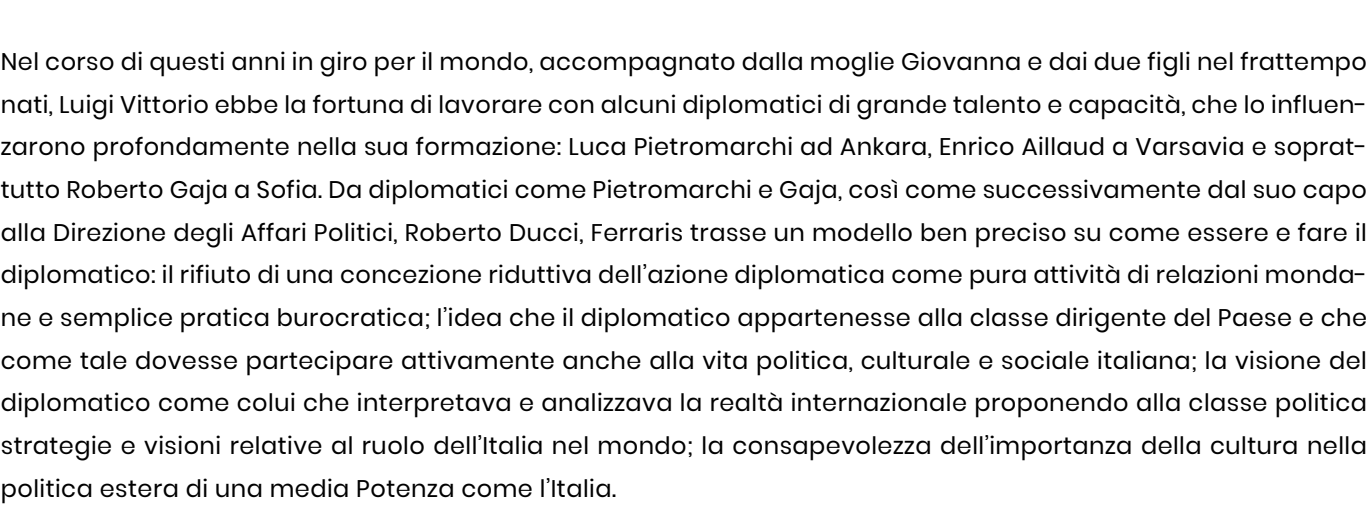 Nel corso di questi anni in giro per il mondo, accompagnato dalla moglie Giovanna e dai due figli nel frattempo
nati, Luigi Vittorio ebbe la fortuna di lavorare con alcuni diplomatici di grande talento e capacità, che lo influen-
zarono profondamente nella sua formazione: Luca Pietromarchi ad Ankara, Enrico Aillaud a Varsavia e soprat-
tutto Roberto Gaja a Sofia. Da diplomatici come Pietromarchi e Gaja, così come successivamente dal suo capo
alla Direzione degli Affari Politici, Roberto Ducci, Ferraris trasse un modello ben preciso su come essere e fare il
diplomatico: il rifiuto di una concezione riduttiva dell'azione diplomatica come pura attività di relazioni monda-
ne e semplice pratica burocratica; l'idea che il diplomatico appartenesse alla classe dirigente del Paese e che
come tale dovesse partecipare attivamente anche alla vita politica, culturale e sociale italiana; la visione del
diplomatico come colui che interpretava e analizzava la realtà internazionale proponendo alla classe politica
strategie e visioni relative al ruolo dell'Italia nel mondo; la consapevolezza dell'importanza della cultura nella
politica estera di una media Potenza come l'Italia.